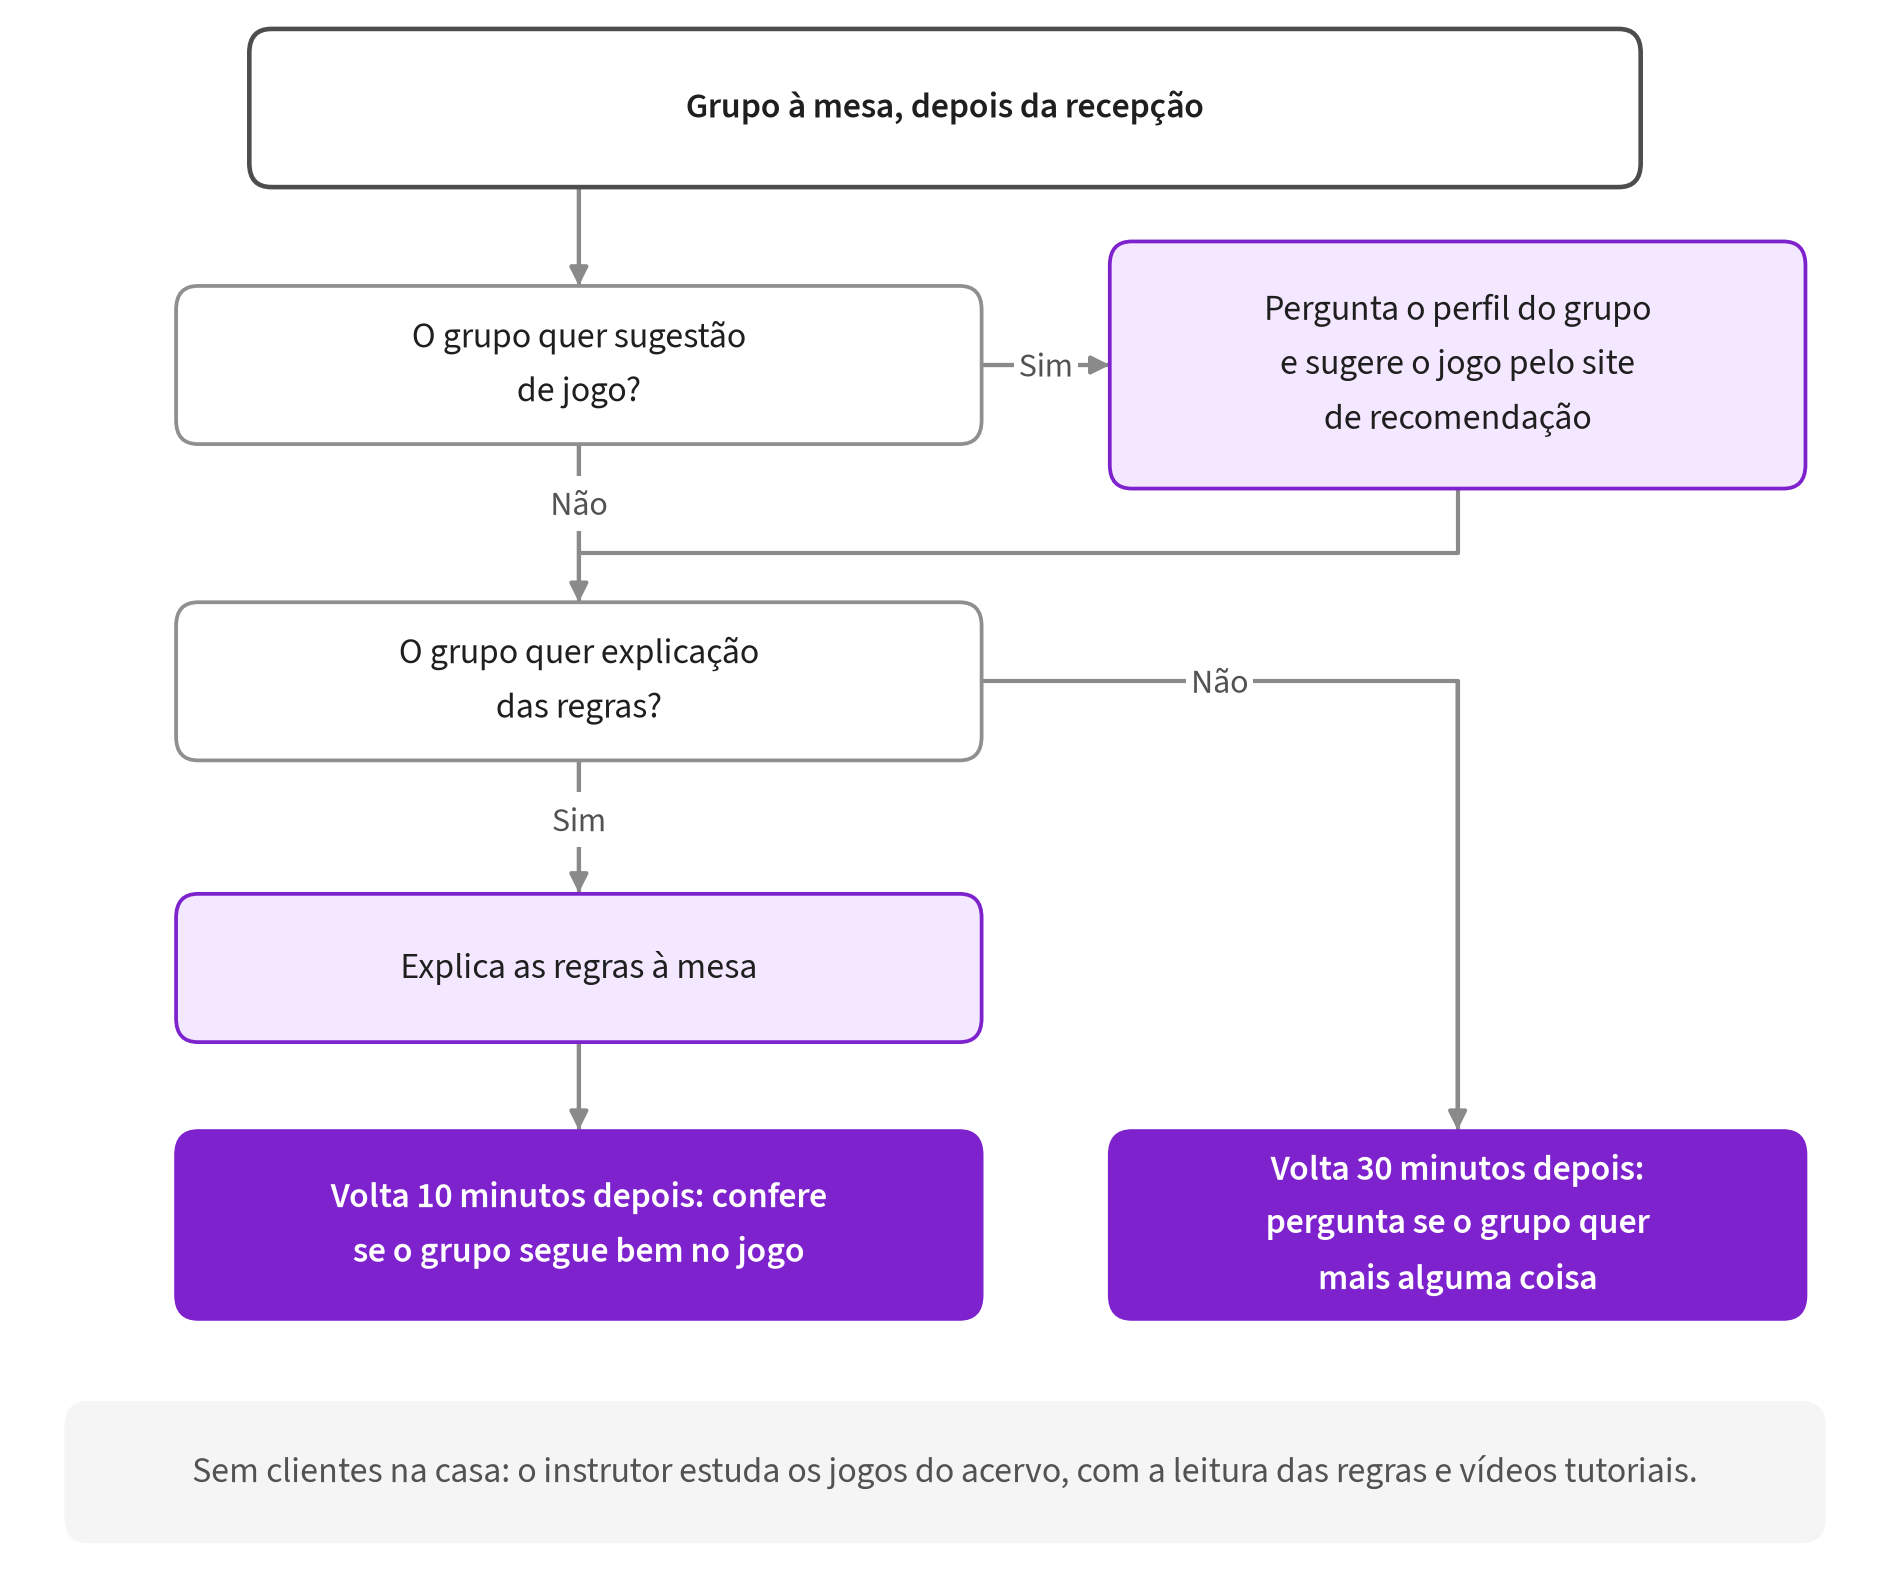 Grupo à mesa, depois da recepção
O grupo quer sugestão
de jogo?
Sim
Pergunta o perfil do grupo
e sugere o jogo pelo site
de recomendação
Não
O grupo quer explicação
das regras?
Não
Sim
Explica as regras à mesa
Volta 10 minutos depois: confere
se o grupo segue bem no jogo
Volta 30 minutos depois:
pergunta se o grupo quer
mais alguma coisa
Sem clientes na casa: o instrutor estuda os jogos do acervo, com a leitura das regras e vídeos tutoriais.